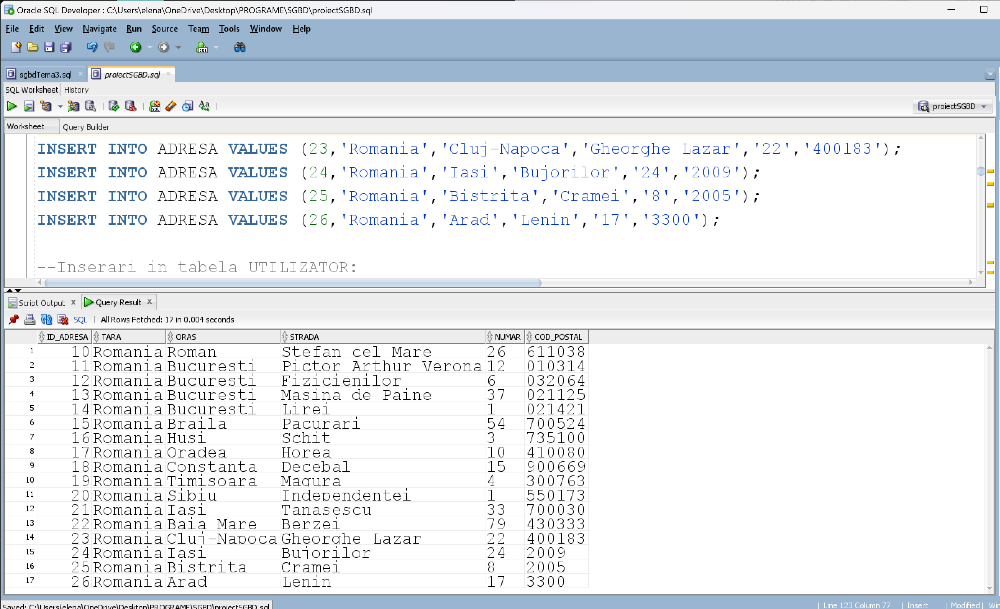 Oracle SQL Developer : C:\Users\elena\OneDrive\Desktop\PROGRAME\SGBD\proiectSGBD.sql
File Edit View Navigate Run Source Team Tools Window Help
sgbdTema3.sql proiectSGBD.sql
SQL Worksheet History
proiectSGBD
Worksheet Query Builder
INSERT INTO ADRESA VALUES (23,'Romania','Cluj-Napoca','Gheorghe Lazar','22','400183');
INSERT INTO ADRESA VALUES (24,'Romania','Iasi','Bujorilor','24','2009');
INSERT INTO ADRESA VALUES (25,'Romania','Bistrita','Cramei','8','2005');
INSERT INTO ADRESA VALUES (26,'Romania','Arad','Lenin','17','3300');
--Inserari in tabela UTILIZATOR:
Script Output x Query Result x
SQL | All Rows Fetched: 17 in 0.004 seconds
ID_ADRESA TARA ORAS STRADA NUMAR COD_POSTAL
1 10 Romania Roman Stefan cel Mare 26 611038
2 11 Romania Bucuresti Pictor Arthur Verona 12 010314
3 12 Romania Bucuresti Fizicienilor 6 032064
4 13 Romania Bucuresti Masina de Paine 37 021125
5 14 Romania Bucuresti Lirei 1 021421
6 15 Romania Braila Pacurari 54 700524
7 16 Romania Husi Schit 3 735100
8 17 Romania Oradea Horea 10 410080
9 18 Romania Constanta Decebal 15 900669
10 19 Romania Timisoara Magura 4 300763
11 20 Romania Sibiu Independentei 1 550173
12 21 Romania Iasi Tanasescu 33 700030
13 22 Romania Baia Mare Berzei 79 430333
14 23 Romania Cluj-Napoca Gheorghe Lazar 22 400183
15 24 Romania Iasi Bujorilor 24 2009
16 25 Romania Bistrita Cramei 8 2005
17 26 Romania Arad Lenin 17 3300
Saved: C:\Users\elena\OneDrive\Desktop\PROGRAME\SGBD\proiectSGBD.sql
| Line 123 Column 77 | Insert | Modified | Win